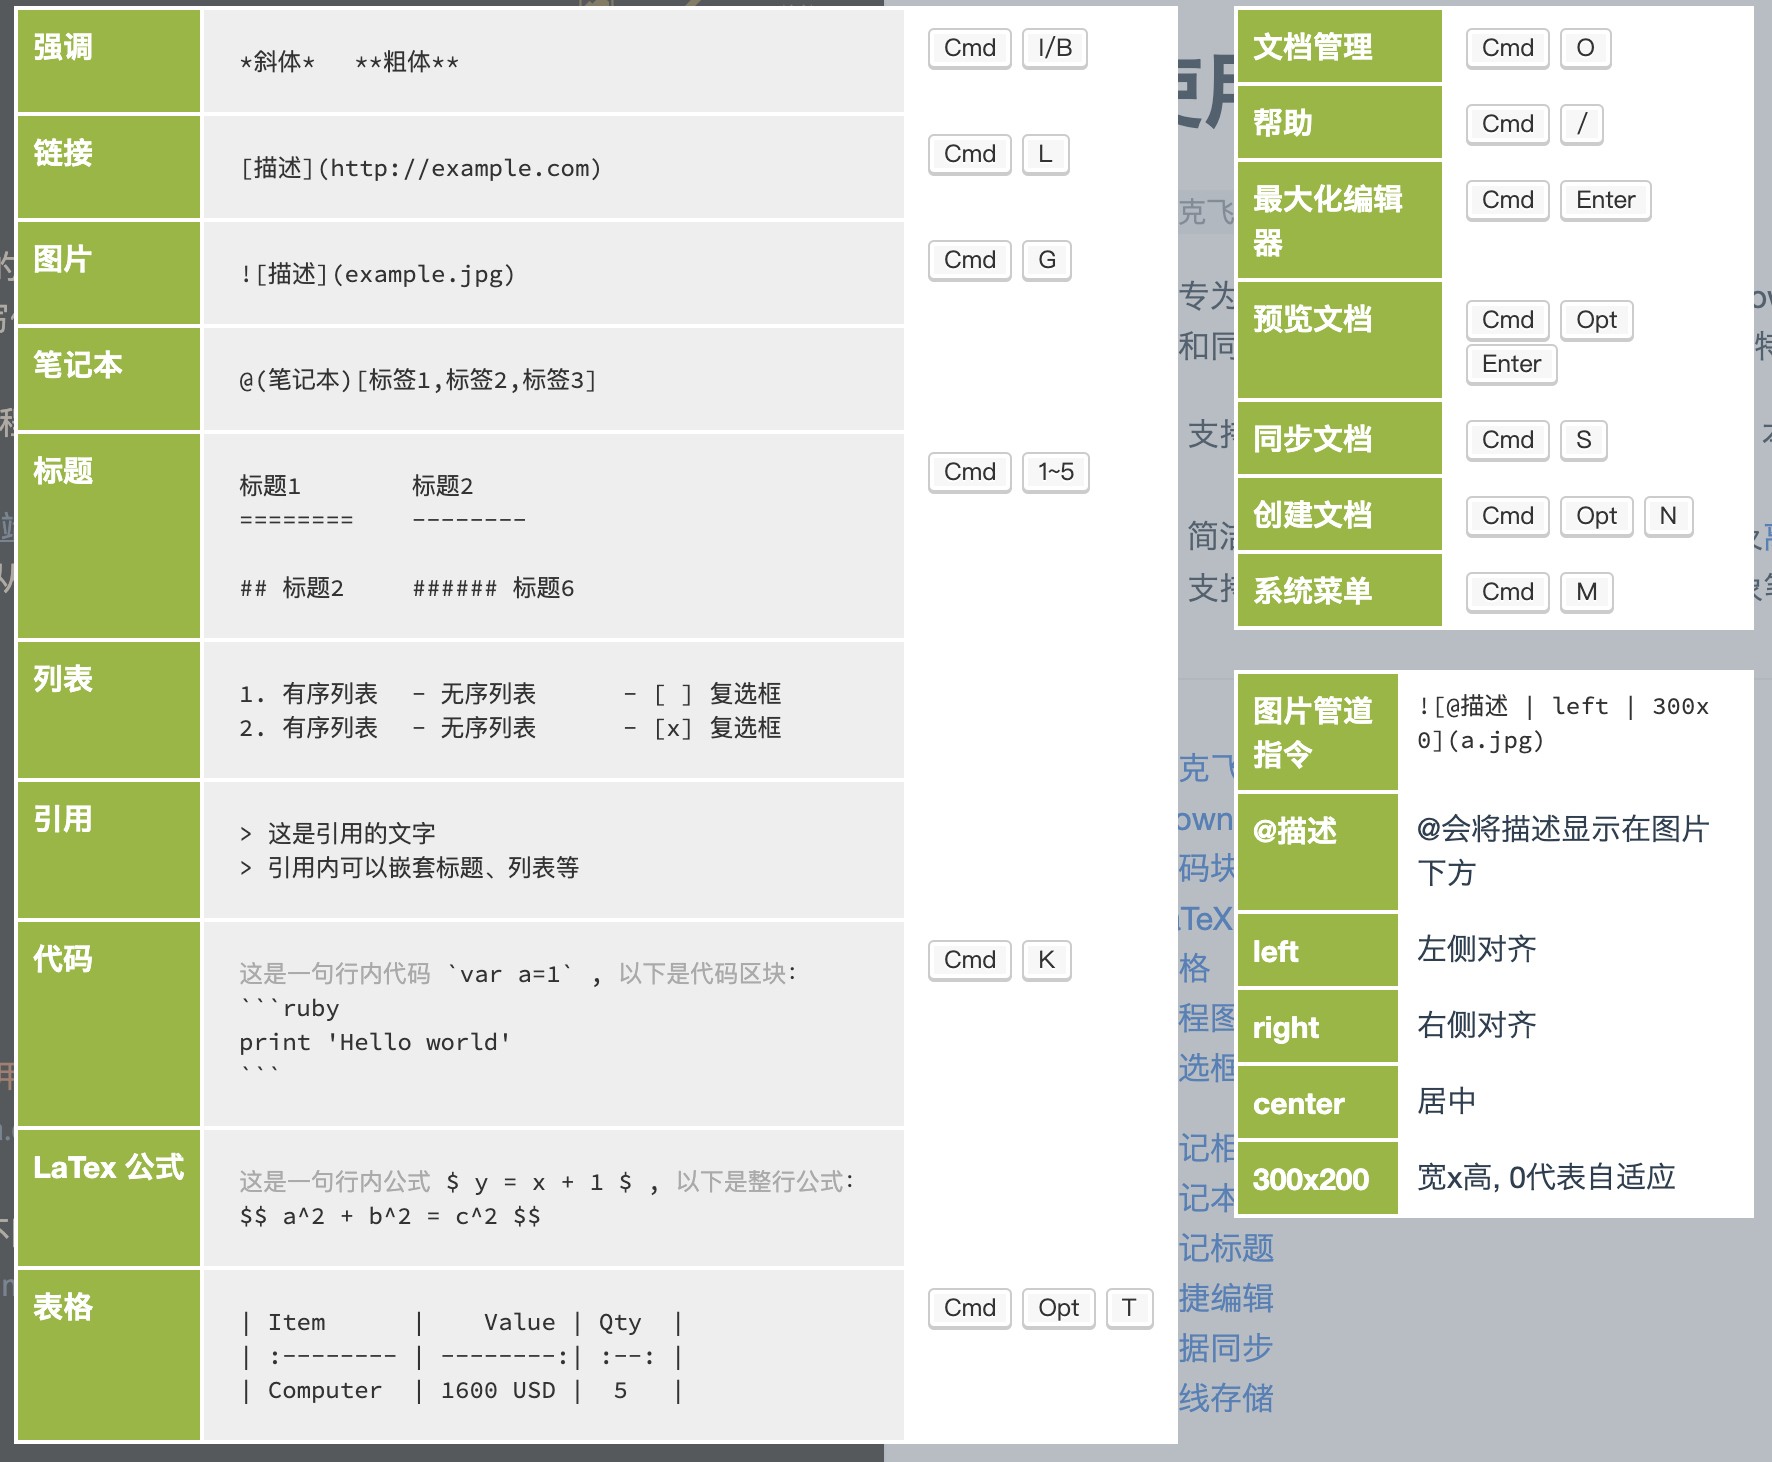 强调
*斜体*   **粗体**
Cmd I/B
链接
[描述](http://example.com)
Cmd L
图片
![描述](example.jpg)
Cmd G
笔记本
@(笔记本)[标签1,标签2,标签3]
标题
标题1        标题2
========    --------
## 标题2     ###### 标题6
Cmd 1~5
列表
1. 有序列表   - 无序列表      - [ ] 复选框
2. 有序列表   - 无序列表      - [x] 复选框
引用
> 这是引用的文字
> 引用内可以嵌套标题、列表等
代码
这是一句行内代码 `var a=1` , 以下是代码区块:
```ruby
print 'Hello world'
```
Cmd K
LaTex 公式
这是一句行内公式 $ y = x + 1 $ , 以下是整行公式:
$$ a^2 + b^2 = c^2 $$
表格
| Item      |    Value | Qty  |
| :-------- | --------:| :--: |
| Computer  | 1600 USD |  5   |
Cmd Opt T
文档管理
Cmd O
帮助
Cmd /
最大化编辑
器
Cmd Enter
预览文档
Cmd Opt
Enter
同步文档
Cmd S
创建文档
Cmd Opt N
系统菜单
Cmd M
图片管道
指令
![@描述 | left | 300x
0](a.jpg)
@描述
@会将描述显示在图片
下方
left
左侧对齐
right
右侧对齐
center
居中
300x200
宽x高, 0代表自适应
克飞
专为
和同
支持
简洁
支持
克飞
own
码块
TeX
格
程图
选框
记相
记本
记标题
捷编辑
据同步
线存储